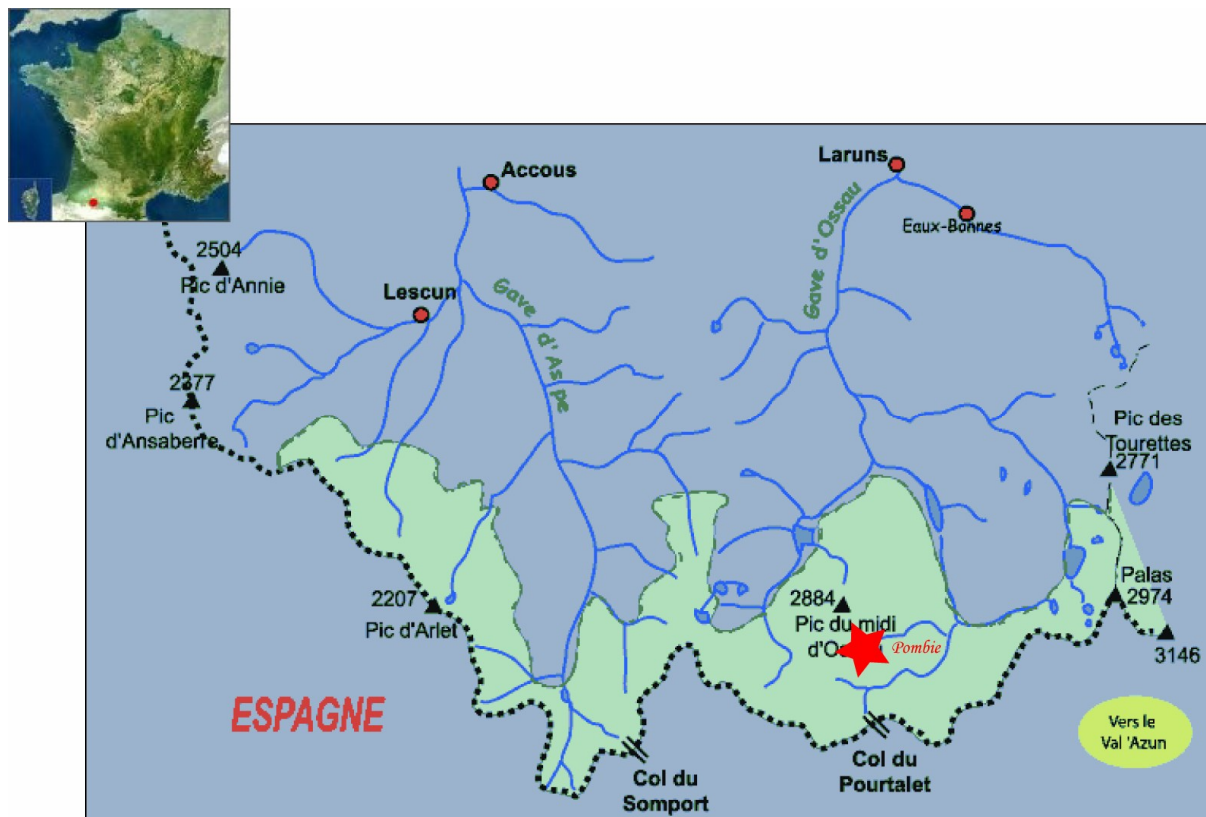 Accous
Laruns
Eaux-Bonnes
Gave d'Ossau
2504
Pic d'Annie
Lescun
Gave d'Aspe
2377
Pic
d'Ansabere
Pic des
Tourettes
2771
Palas
2974
3146
2207
Pic d'Arlet
2884
Pic du midi
Pombie
ESPAGNE
Vers le
Val 'Azun
Col du
Somport
Col du
Pourtalet